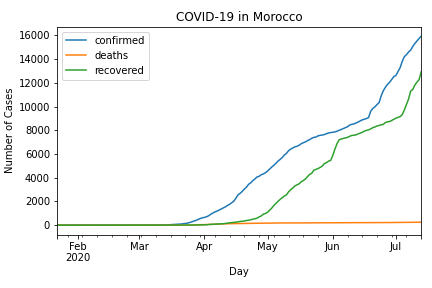 COVID-19 in Morocco
confirmed
deaths
recovered
Number of Cases
16000
14000
12000
10000
8000
6000
4000
2000
0
Feb
2020
Mar
Apr
May
Jun
Jul
Day